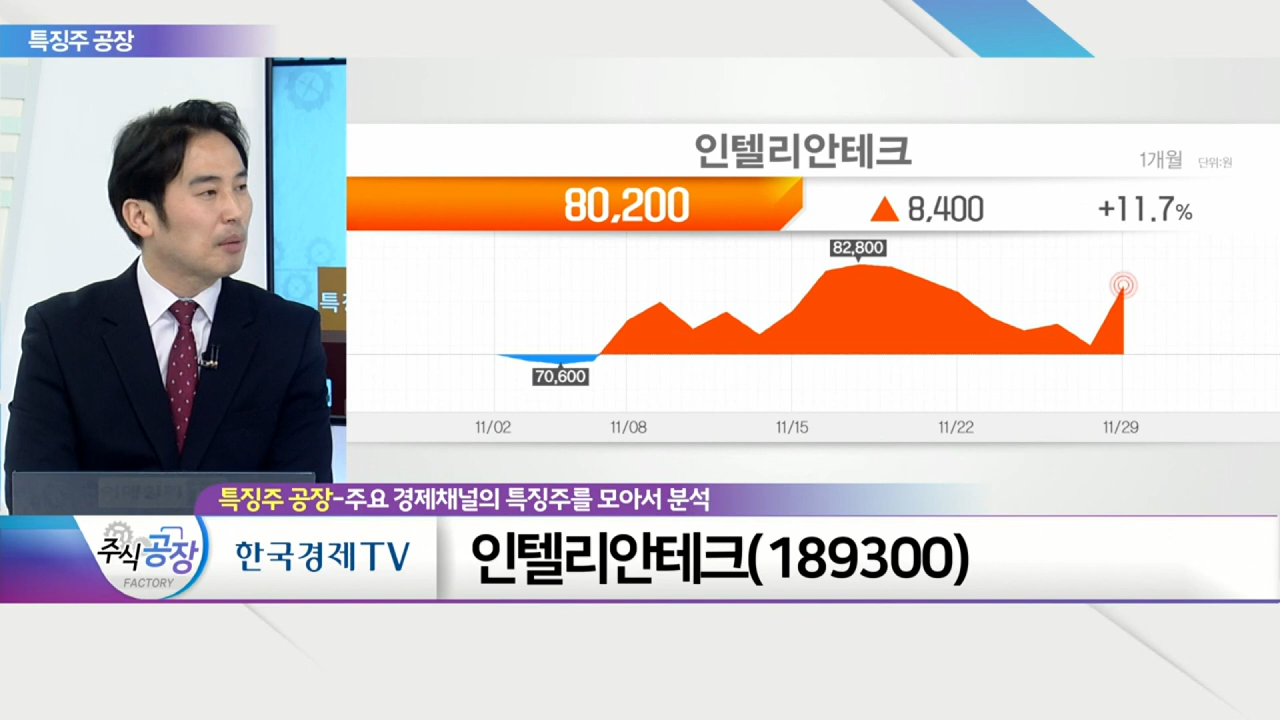 특징주 공장
인텔리안테크
1개월 단위:원
80,200 ▲ 8,400 +11.7%
82,800
70,600
11/02 11/08 11/15 11/22 11/29
특징주 공장-주요 경제채널의 특징주를 모아서 분석
주식공장
FACTORY
한국경제TV
인텔리안테크(189300)